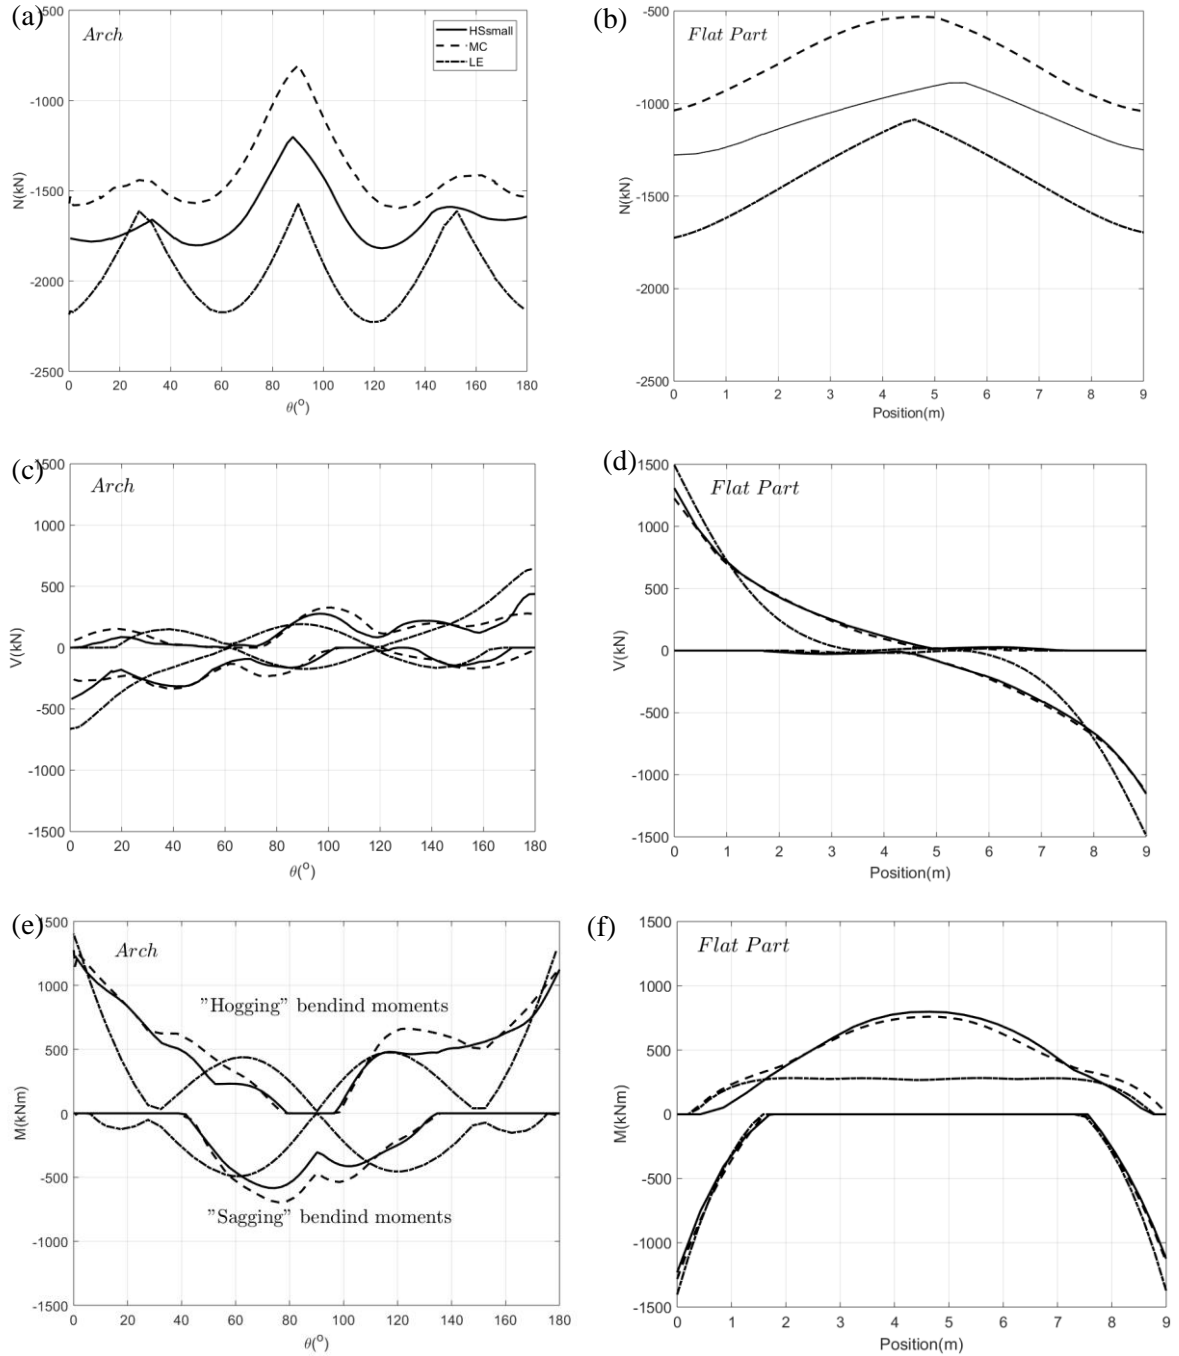 (a)
Arch
HSsmall
MC
LE
-500
-1000
-1500
-2000
-2500
N(kN)
0 20 40 60 80 100 120 140 160 180
θ(°)
(b)
Flat Part
-500
-1000
-1500
-2000
-2500
N(kN)
0 1 2 3 4 5 6 7 8 9
Position(m)
(c)
Arch
1500
1000
500
0
-500
-1000
-1500
V(kN)
0 20 40 60 80 100 120 140 160 180
θ(°)
(d)
Flat Part
1500
1000
500
0
-500
-1000
-1500
V(kN)
0 1 2 3 4 5 6 7 8 9
Position(m)
(e)
Arch
"Hogging" bendind moments
"Sagging" bendind moments
1500
1000
500
0
-500
-1000
-1500
M(kNm)
0 20 40 60 80 100 120 140 160 180
θ(°)
(f)
Flat Part
1500
1000
500
0
-500
-1000
-1500
M(kNm)
0 1 2 3 4 5 6 7 8 9
Position(m)